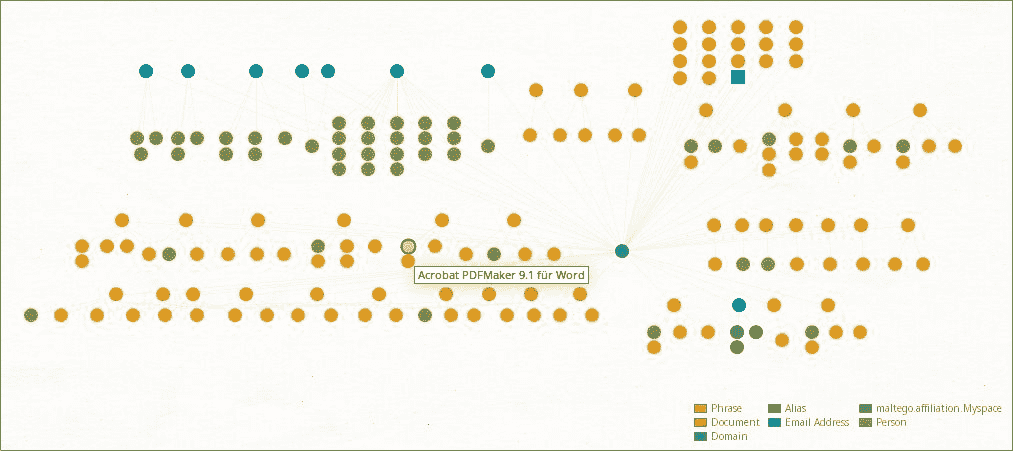 Acrobat PDFMaker 9.1 für Word
Phrase
Alias
maltego.affiliation.Myspace
Document
Email Address
Person
Domain